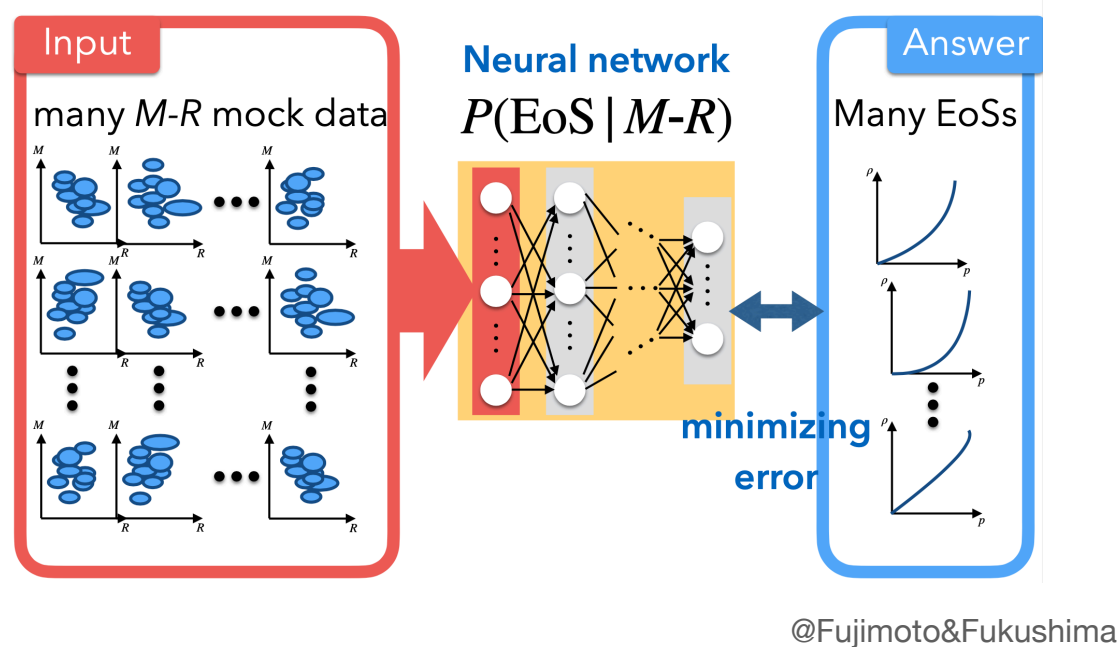 Input
many M-R mock data
M
M
M
R
R
R
M
M
M
R
R
R
M
M
M
R
R
R
Neural network
P(EoS | M-R)
minimizing
error
Answer
Many EoSs
ρ
p
ρ
p
ρ
p
@Fujimoto&Fukushima